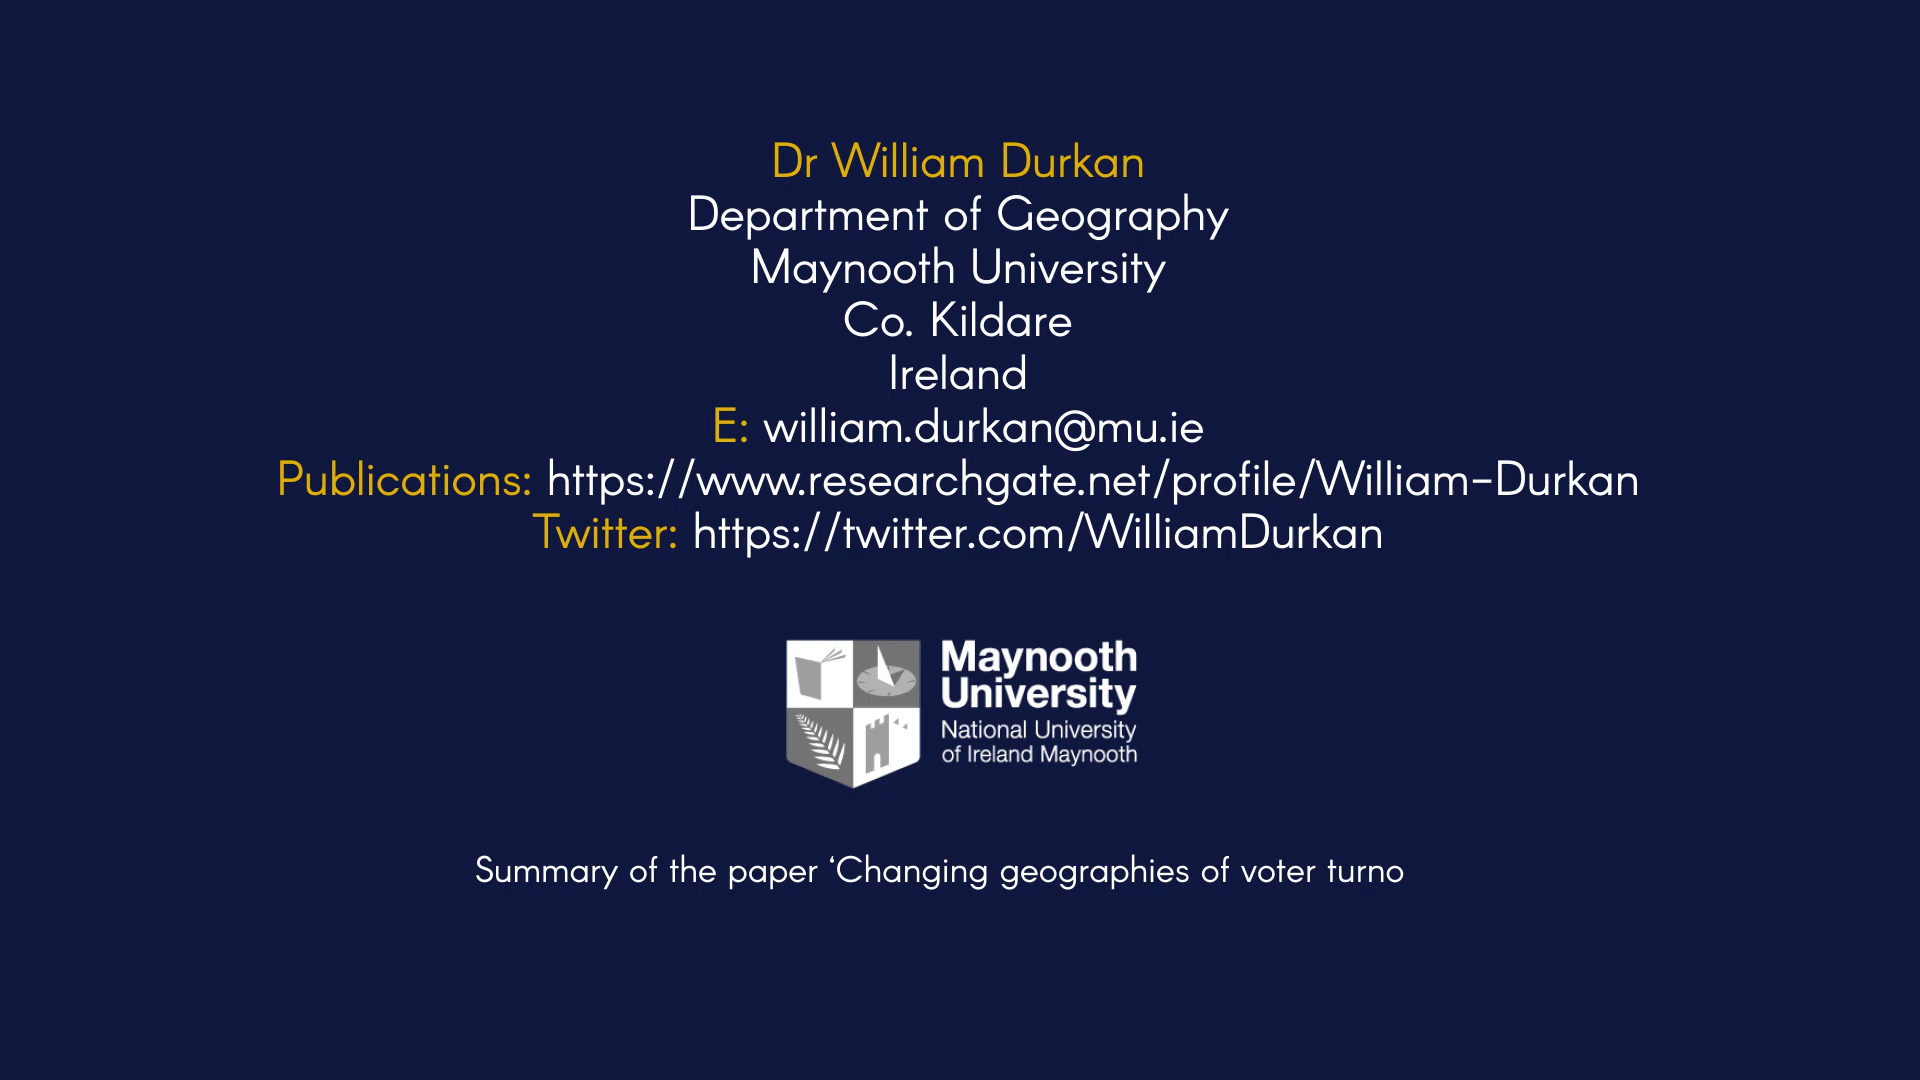 Dr William Durkan
Department of Geography
Maynooth University
Co. Kildare
Ireland
E: william.durkan@mu.ie
Publications: https://www.researchgate.net/profile/William-Durkan
Twitter: https://twitter.com/WilliamDurkan
Maynooth
University
National University
of Ireland Maynooth
Summary of the paper ‘Changing geographies of voter turno